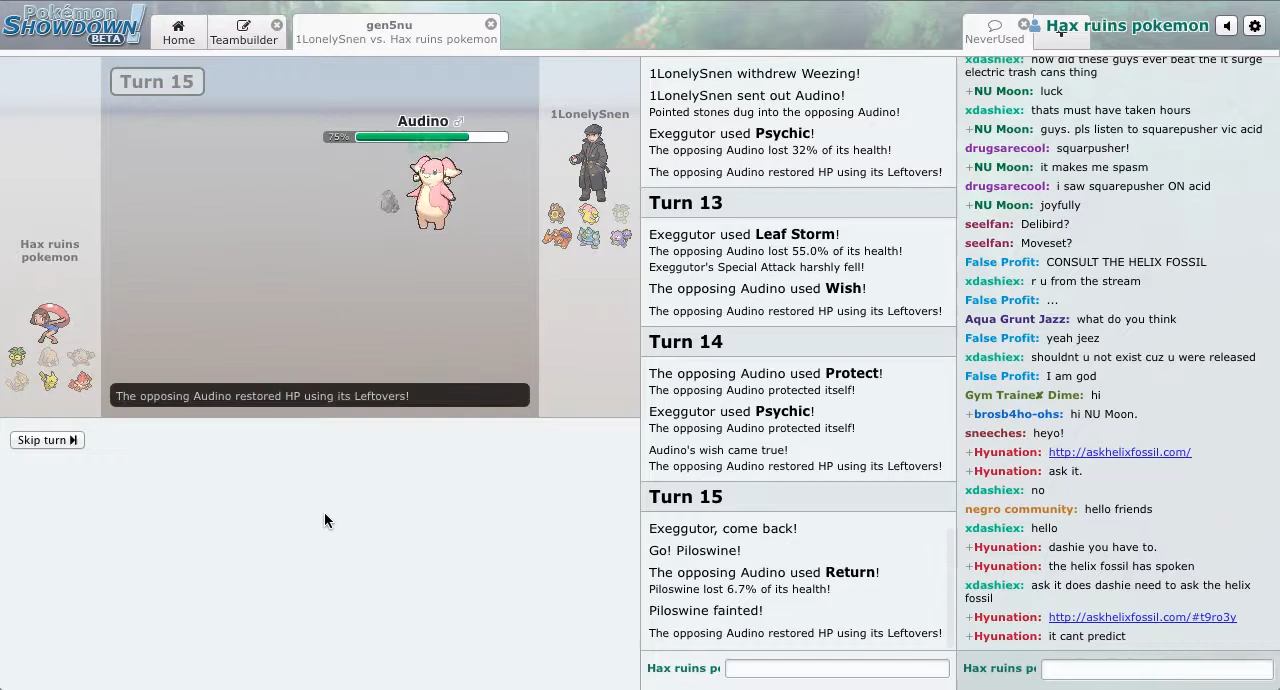 Pokémon
SHOWDOWN!
BETA
Home
Teambuilder
gen5nu
1LonelySnen vs. Hax ruins pokemon
NeverUsed
Hax ruins pokemon
Turn 15
Audino ♂
75%
1LonelySnen
Hax ruins
pokemon
The opposing Audino restored HP using its Leftovers!
Skip turn
1LonelySnen withdrew Weezing!
1LonelySnen sent out Audino!
Pointed stones dug into the opposing Audino!
Exeggutor used Psychic!
The opposing Audino lost 32% of its health!
The opposing Audino restored HP using its Leftovers!
Turn 13
Exeggutor used Leaf Storm!
The opposing Audino lost 55.0% of its health!
Exeggutor's Special Attack harshly fell!
The opposing Audino used Wish!
The opposing Audino restored HP using its Leftovers!
Turn 14
The opposing Audino used Protect!
The opposing Audino protected itself!
Exeggutor used Psychic!
The opposing Audino protected itself!
Audino's wish came true!
The opposing Audino restored HP using its Leftovers!
Turn 15
Exeggutor, come back!
Go! Piloswine!
The opposing Audino used Return!
Piloswine lost 6.7% of its health!
Piloswine fainted!
The opposing Audino restored HP using its Leftovers!
Hax ruins po
xdashiex: how did these guys ever beat the lt surge
electric trash cans thing
+NU Moon: luck
xdashiex: thats must have taken hours
+NU Moon: guys. pls listen to squarepusher vic acid
drugsarecool: squarpusher!
+NU Moon: it makes me spasm
drugsarecool: i saw squarepusher ON acid
+NU Moon: joyfully
seelfan: Delibird?
seelfan: Moveset?
False Profit: CONSULT THE HELIX FOSSIL
xdashiex: r u from the stream
False Profit: ...
Aqua Grunt Jazz: what do you think
False Profit: yeah jeez
xdashiex: shouldnt u not exist cuz u were released
False Profit: I am god
Gym Traine✘ Dime: hi
+brosb4ho-ohs: hi NU Moon.
sneeches: heyo!
+Hyunation: http://askhelixfossil.com/
+Hyunation: ask it.
xdashiex: no
negro community: hello friends
xdashiex: hello
+Hyunation: dashie you have to.
+Hyunation: the helix fossil has spoken
xdashiex: ask it does dashie need to ask the helix
fossil
+Hyunation: http://askhelixfossil.com/#t9ro3y
+Hyunation: it cant predict
Hax ruins po